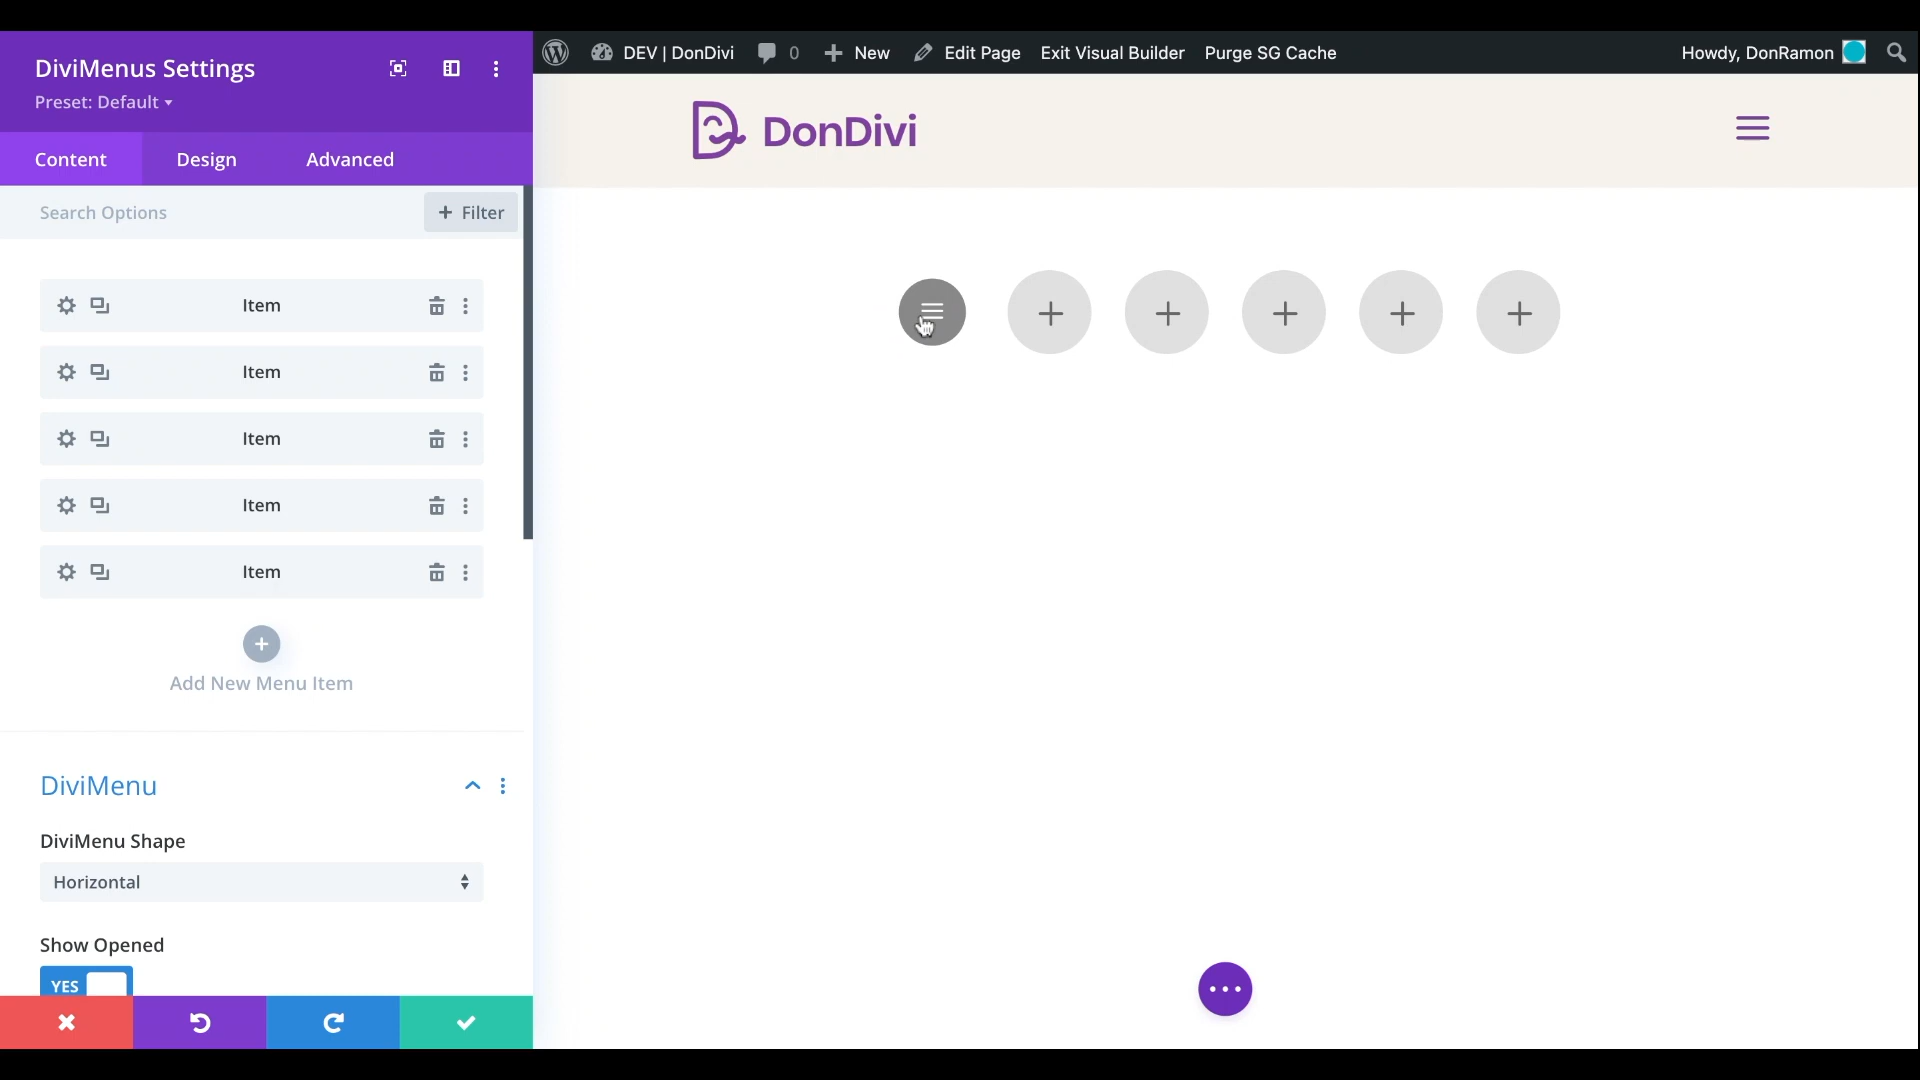 DiviMenus Settings
Preset: Default
Content Design Advanced
Search Options
+ Filter
Item
Item
Item
Item
Item
Add New Menu Item
DiviMenu
DiviMenu Shape
Horizontal
Show Opened
YES
DEV | DonDivi 0 New Edit Page Exit Visual Builder Purge SG Cache Howdy, DonRamon
DonDivi